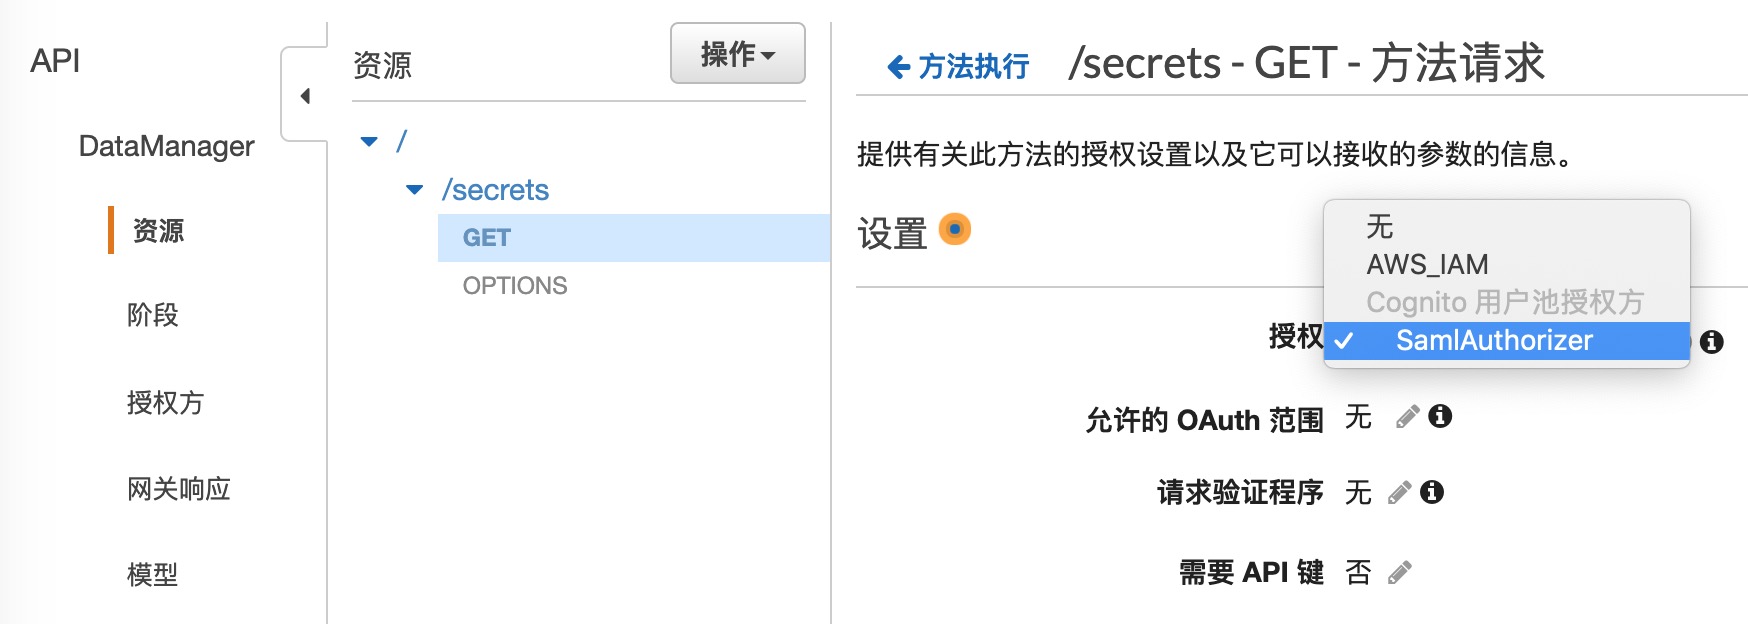 API
DataManager
资源
阶段
授权方
网关响应
模型
资源
操作
/
/secrets
GET
OPTIONS
方法执行
/secrets - GET - 方法请求
提供有关此方法的授权设置以及它可以接收的参数的信息。
设置
无
AWS_IAM
Cognito 用户池授权方
授权 ✓ SamlAuthorizer
允许的 OAuth 范围 无
请求验证程序 无
需要 API 键 否